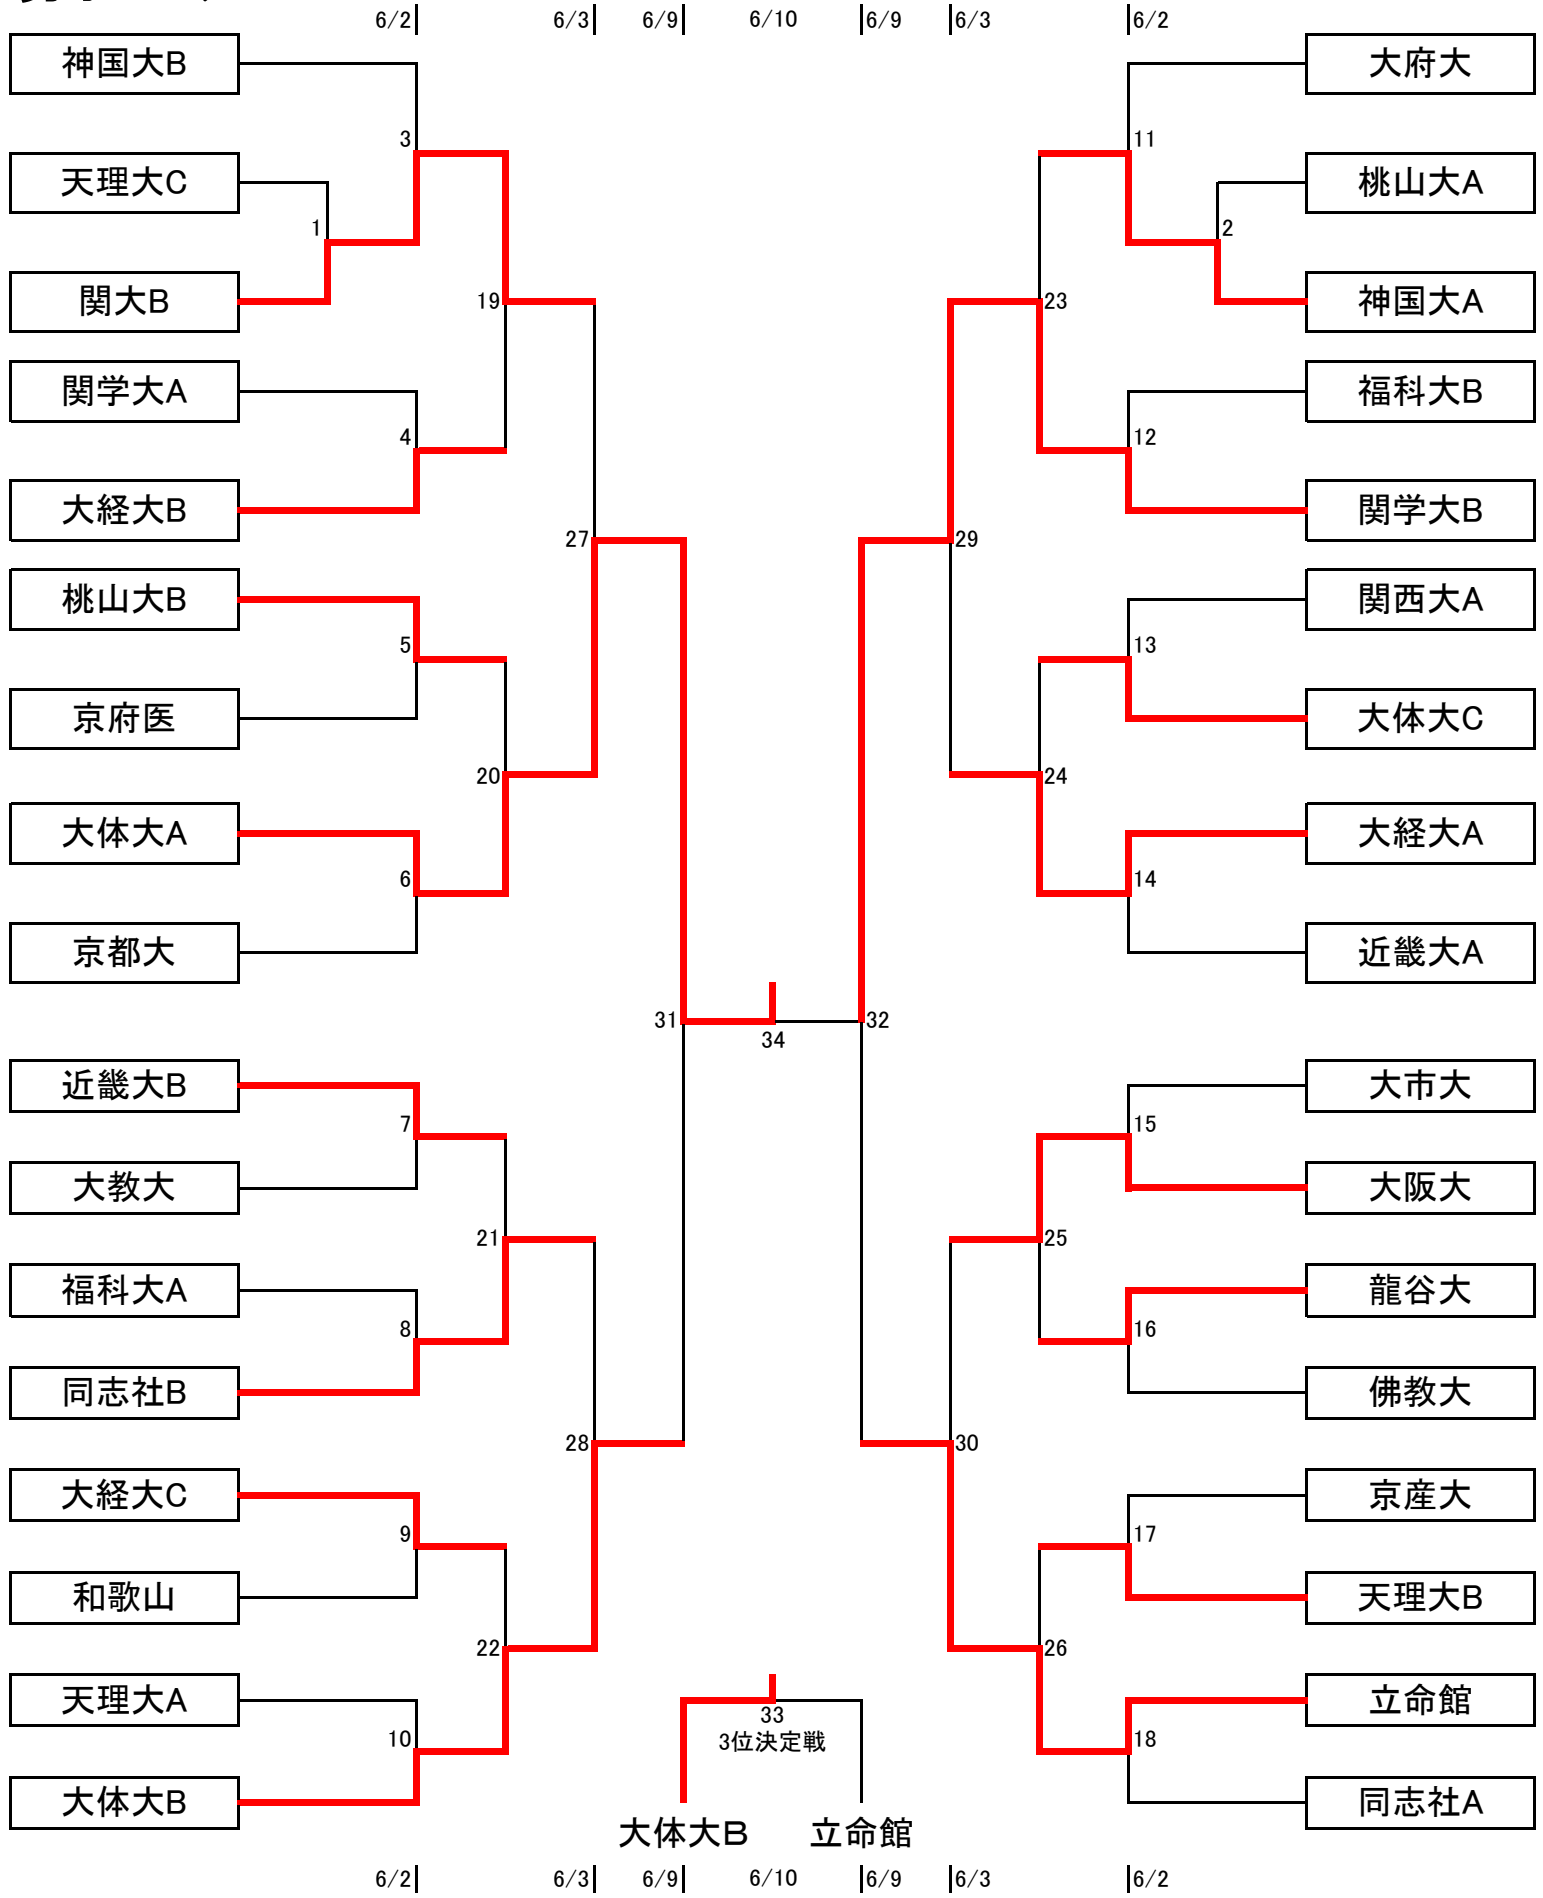 6/2 6/3 6/9 6/10 6/9 6/3 6/2
神国大B 大府大
3 11
天理大C 桃山大A
1 2
関大B 19 23 神国大A
関学大A 福科大B
4 12
大経大B 関学大B
27 29
桃山大B 関西大A
5 13
京府医 大体大C
20 24
大体大A 大経大A
6 14
京都大 近畿大A
31 32
34
近畿大B 大市大
7 15
大教大 大阪大
21 25
福科大A 龍谷大
8 16
同志社B 佛教大
28 30
大経大C 京産大
9 17
和歌山 天理大B
22 26
天理大A 立命館
33
10 3位決定戦 18
大体大B 同志社A
大体大B 立命館
6/2 6/3 6/9 6/10 6/9 6/3 6/2